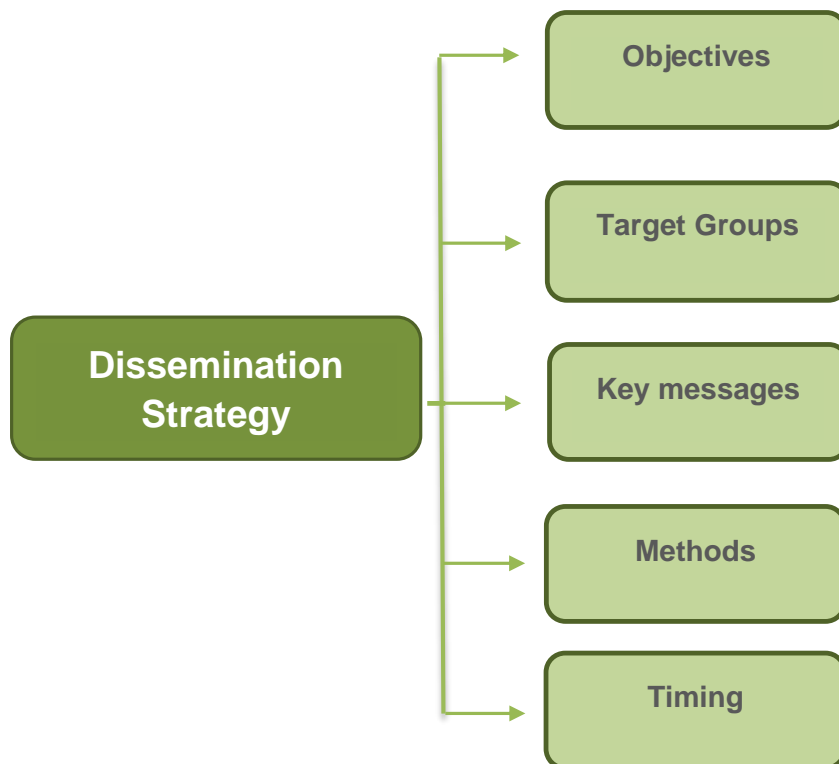 Objectives
Target Groups
Dissemination
Strategy
Key messages
Methods
Timing